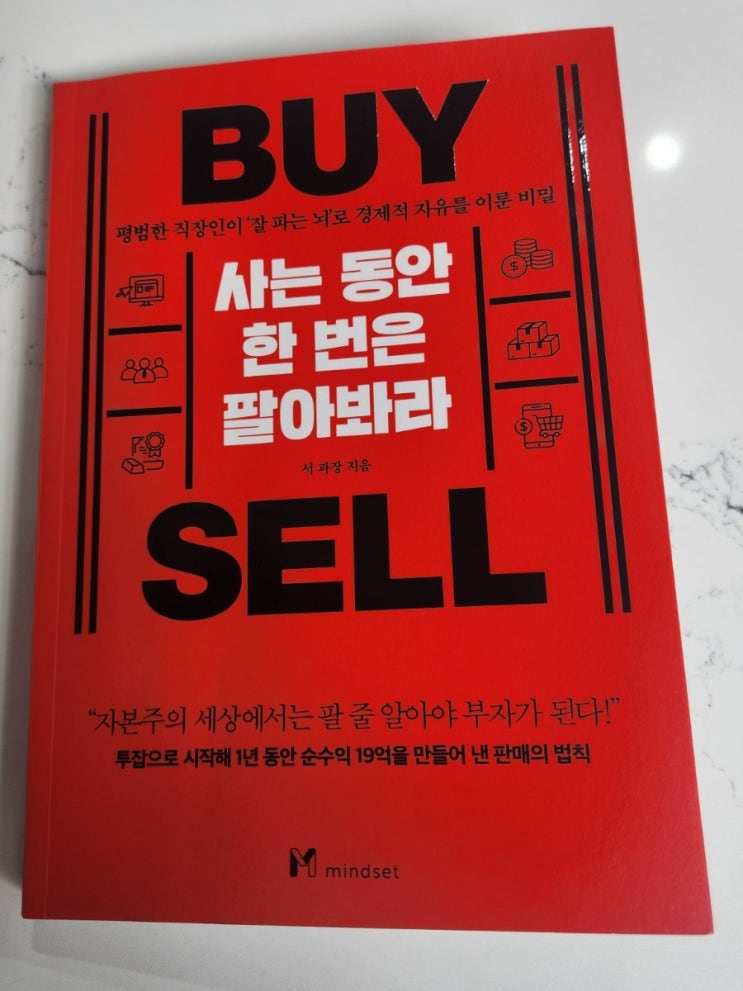 BUY
평범한 직장인이 '잘 파는 뇌'로 경제적 자유를 이룬 비밀
사는 동안
한 번은
팔아봐라
서 과장 지음
SELL
“자본주의 세상에서는 팔 줄 알아야 부자가 된다!”
투잡으로 시작해 1년 동안 순수익 19억을 만들어 낸 판매의 법칙
M mindset